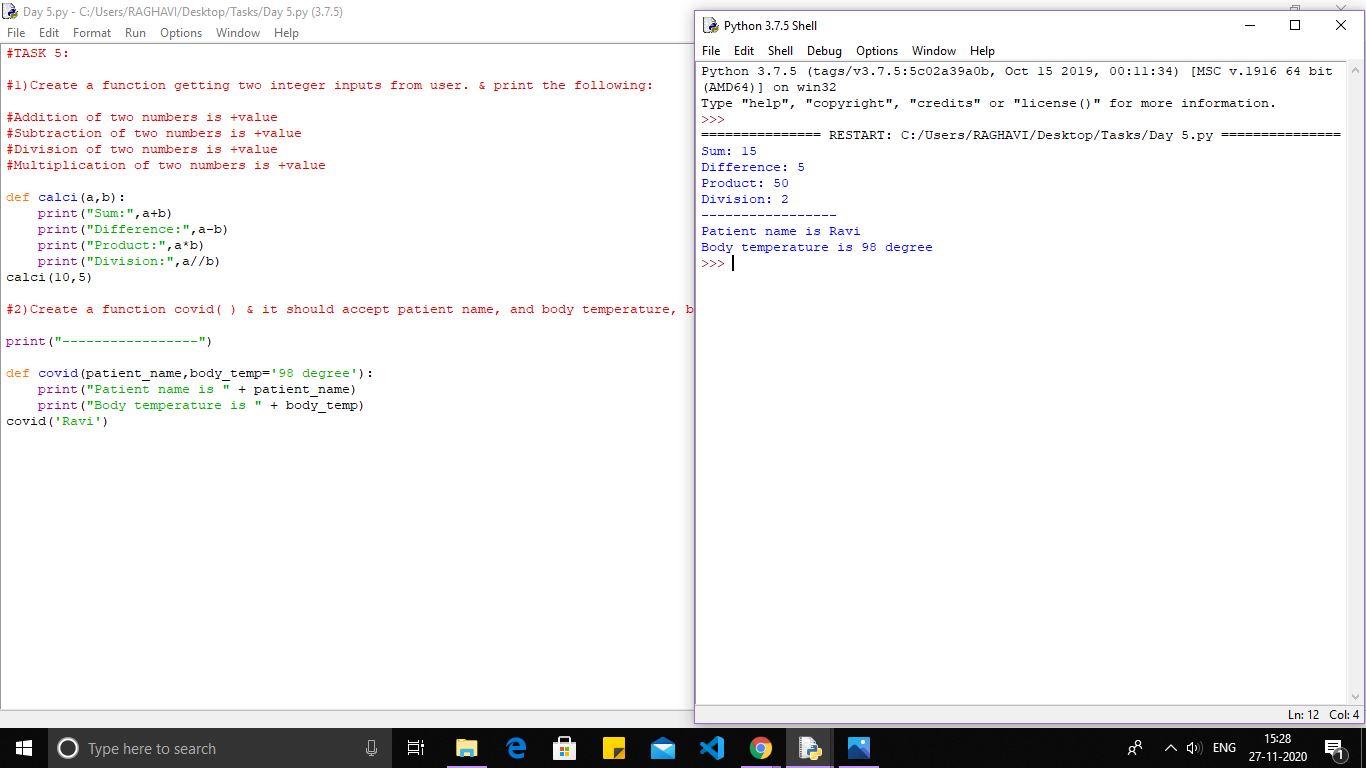 Day 5.py - C:/Users/RAGHAVI/Desktop/Tasks/Day 5.py (3.7.5)
File Edit Format Run Options Window Help
#TASK 5:
#1)Create a function getting two integer inputs from user. & print the following:
#Addition of two numbers is +value
#Subtraction of two numbers is +value
#Division of two numbers is +value
#Multiplication of two numbers is +value
def calci(a,b):
    print("Sum:",a+b)
    print("Difference:",a-b)
    print("Product:",a*b)
    print("Division:",a//b)
calci(10,5)
#2)Create a function covid( ) & it should accept patient name, and body temperature, b
print("-----------------")
def covid(patient_name,body_temp='98 degree'):
    print("Patient name is " + patient_name)
    print("Body temperature is " + body_temp)
covid('Ravi')
Python 3.7.5 Shell
File Edit Shell Debug Options Window Help
Python 3.7.5 (tags/v3.7.5:5c02a39a0b, Oct 15 2019, 00:11:34) [MSC v.1916 64 bit
(AMD64)] on win32
Type "help", "copyright", "credits" or "license()" for more information.
>>>
=============== RESTART: C:/Users/RAGHAVI/Desktop/Tasks/Day 5.py ===============
Sum: 15
Difference: 5
Product: 50
Division: 2
-----------------
Patient name is Ravi
Body temperature is 98 degree
>>>
Ln: 12 Col: 4
Type here to search
ENG
15:28
27-11-2020
1